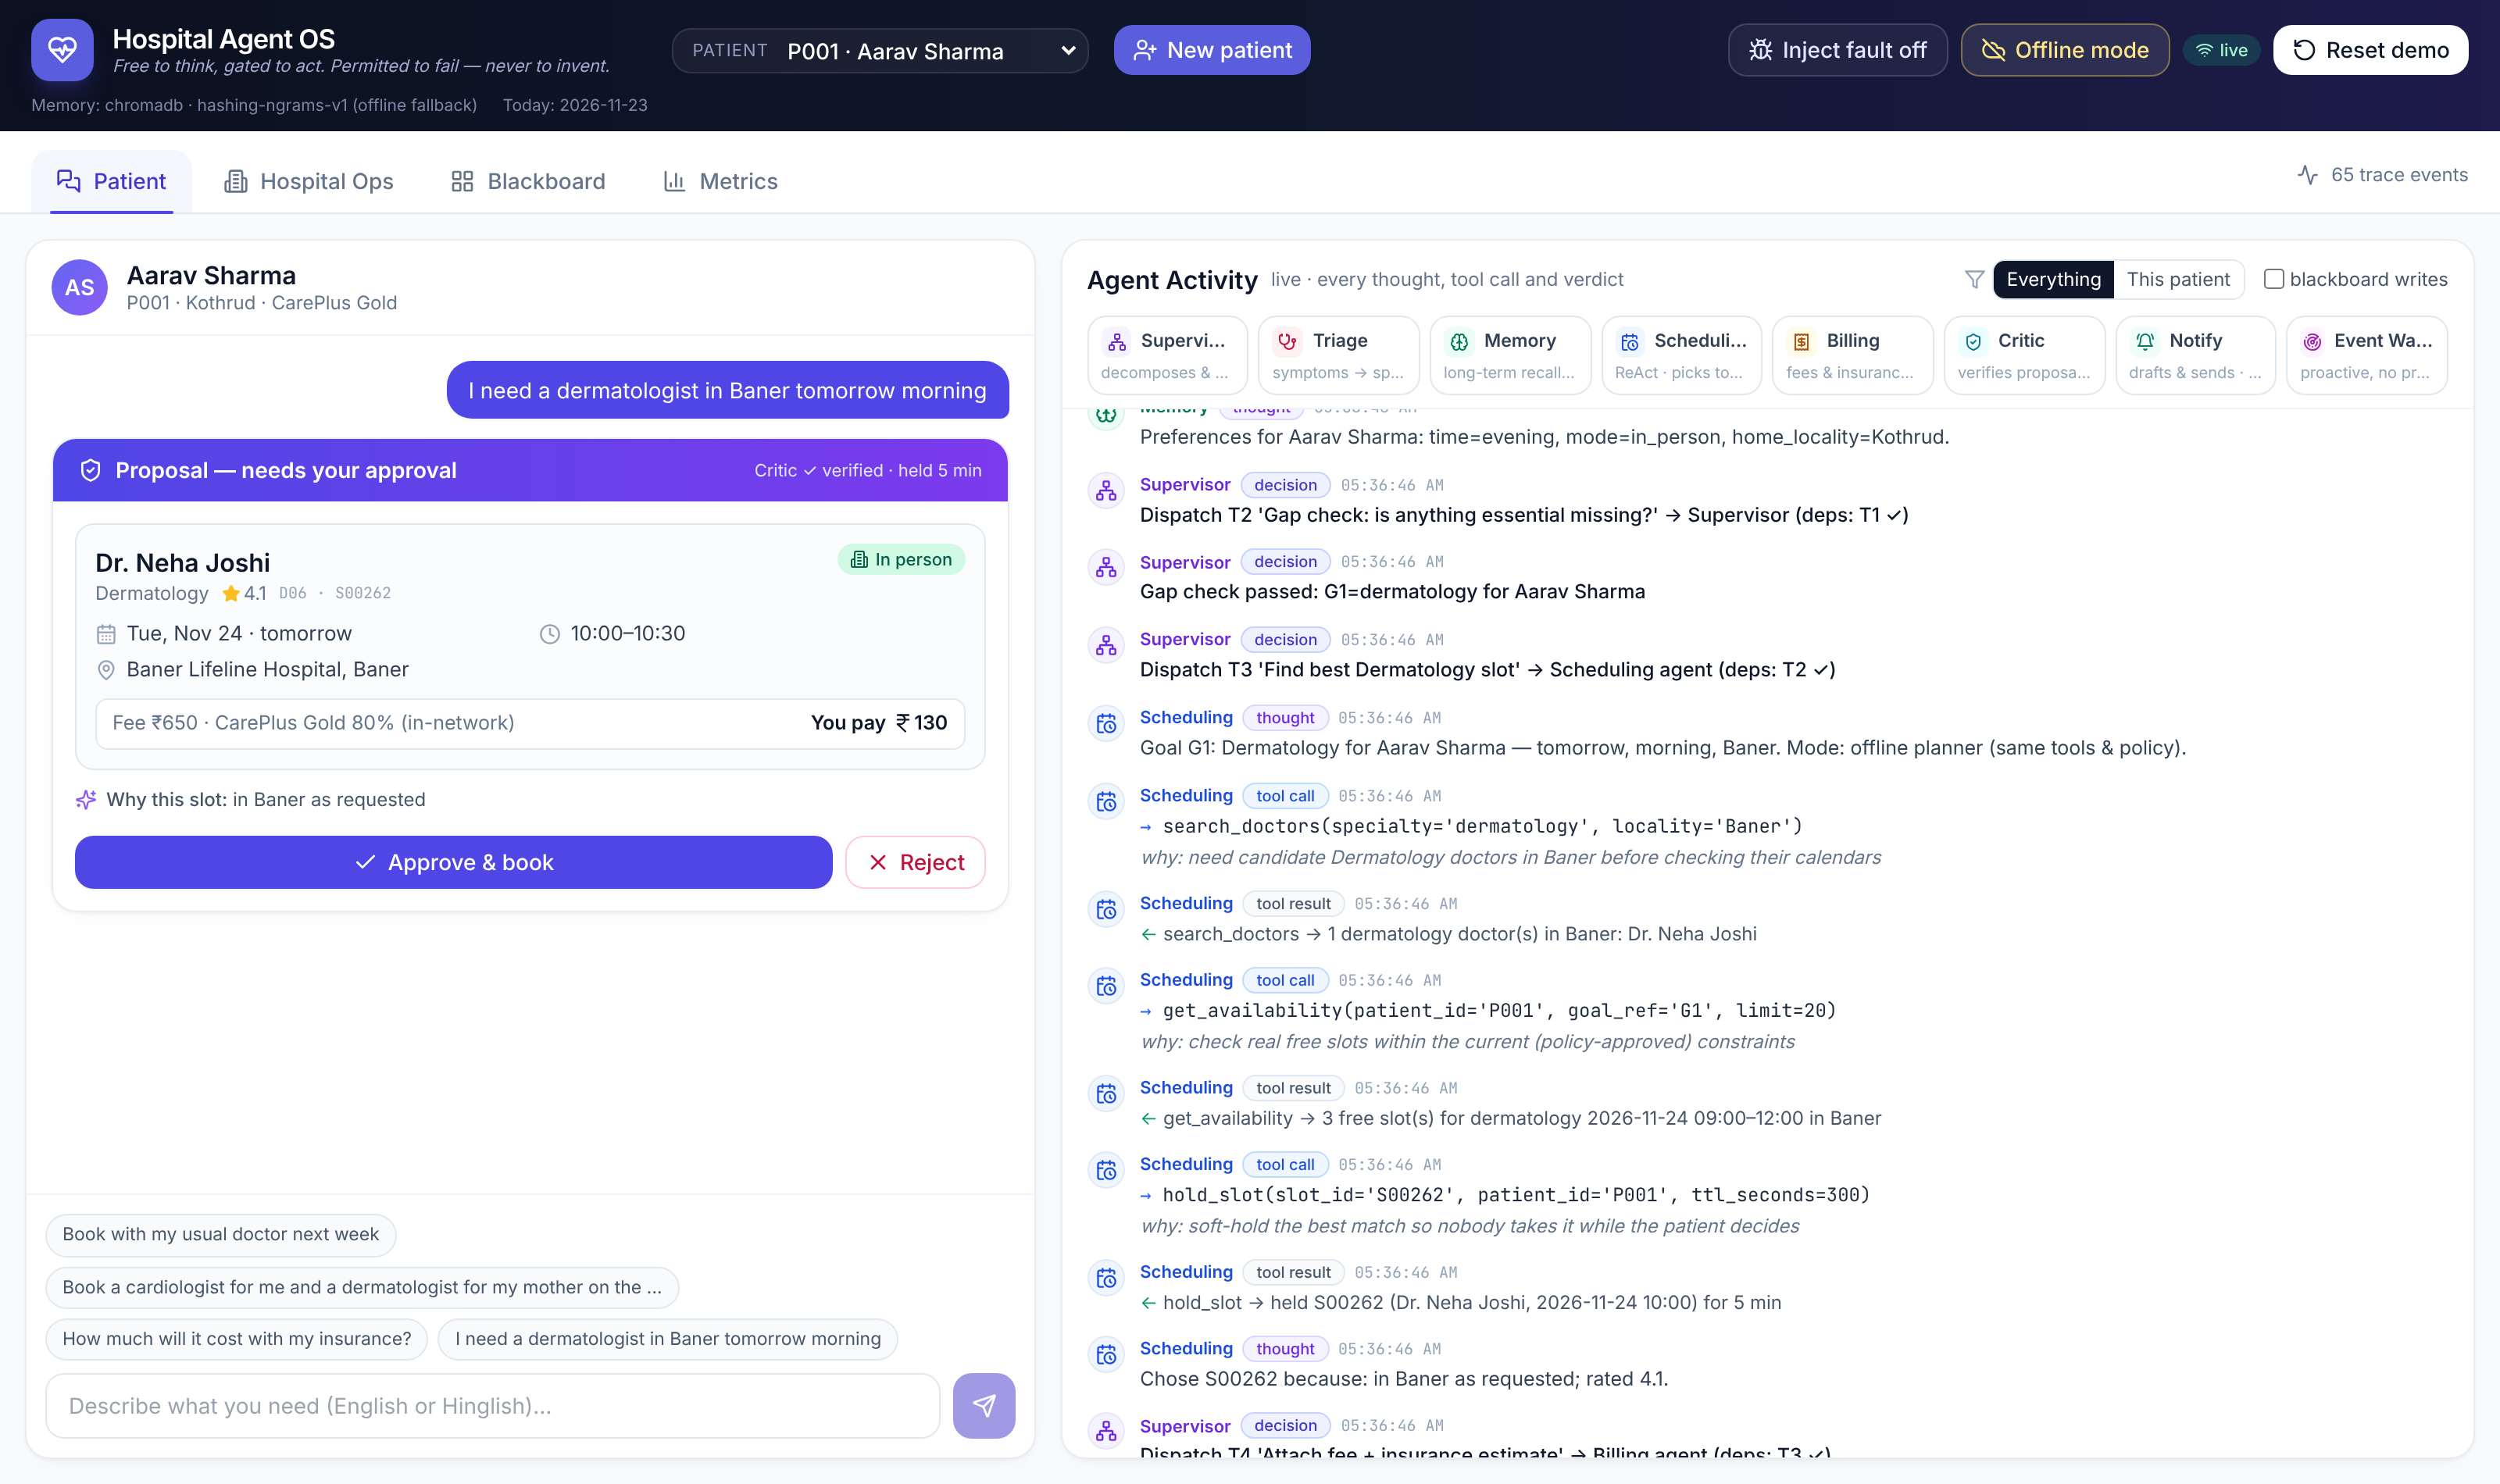 Hospital Agent OS
Free to think, gated to act. Permitted to fail — never to invent.
PATIENT P001 · Aarav Sharma
New patient
Inject fault off
Offline mode
live
Reset demo
Memory: chromadb · hashing-ngrams-v1 (offline fallback) Today: 2026-11-23
Patient
Hospital Ops
Blackboard
Metrics
65 trace events
AS
Aarav Sharma
P001 · Kothrud · CarePlus Gold
I need a dermatologist in Baner tomorrow morning
Proposal — needs your approval
Critic ✓ verified · held 5 min
Dr. Neha Joshi
In person
Dermatology 4.1 D06 · S00262
Tue, Nov 24 · tomorrow
10:00–10:30
Baner Lifeline Hospital, Baner
Fee ₹650 · CarePlus Gold 80% (in-network)
You pay ₹130
Why this slot: in Baner as requested
Approve & book
Reject
Book with my usual doctor next week
Book a cardiologist for me and a dermatologist for my mother on the ...
How much will it cost with my insurance?
I need a dermatologist in Baner tomorrow morning
Describe what you need (English or Hinglish)...
Agent Activity live · every thought, tool call and verdict
Everything
This patient
blackboard writes
Supervi...
decomposes & ...
Triage
symptoms → sp...
Memory
long-term recall...
Scheduli...
ReAct · picks to...
Billing
fees & insuranc...
Critic
verifies proposa...
Notify
drafts & sends · ...
Event Wa...
proactive, no pr...
Memory thought 05:36:46 AM
Preferences for Aarav Sharma: time=evening, mode=in_person, home_locality=Kothrud.
Supervisor decision 05:36:46 AM
Dispatch T2 'Gap check: is anything essential missing?' → Supervisor (deps: T1 ✓)
Supervisor decision 05:36:46 AM
Gap check passed: G1=dermatology for Aarav Sharma
Supervisor decision 05:36:46 AM
Dispatch T3 'Find best Dermatology slot' → Scheduling agent (deps: T2 ✓)
Scheduling thought 05:36:46 AM
Goal G1: Dermatology for Aarav Sharma — tomorrow, morning, Baner. Mode: offline planner (same tools & policy).
Scheduling tool call 05:36:46 AM
→ search_doctors(specialty='dermatology', locality='Baner')
why: need candidate Dermatology doctors in Baner before checking their calendars
Scheduling tool result 05:36:46 AM
← search_doctors → 1 dermatology doctor(s) in Baner: Dr. Neha Joshi
Scheduling tool call 05:36:46 AM
→ get_availability(patient_id='P001', goal_ref='G1', limit=20)
why: check real free slots within the current (policy-approved) constraints
Scheduling tool result 05:36:46 AM
← get_availability → 3 free slot(s) for dermatology 2026-11-24 09:00–12:00 in Baner
Scheduling tool call 05:36:46 AM
→ hold_slot(slot_id='S00262', patient_id='P001', ttl_seconds=300)
why: soft-hold the best match so nobody takes it while the patient decides
Scheduling tool result 05:36:46 AM
← hold_slot → held S00262 (Dr. Neha Joshi, 2026-11-24 10:00) for 5 min
Scheduling thought 05:36:46 AM
Chose S00262 because: in Baner as requested; rated 4.1.
Supervisor decision 05:36:46 AM
Dispatch T4 'Attach fee + insurance estimate' → Billing agent (deps: T3 ✓)